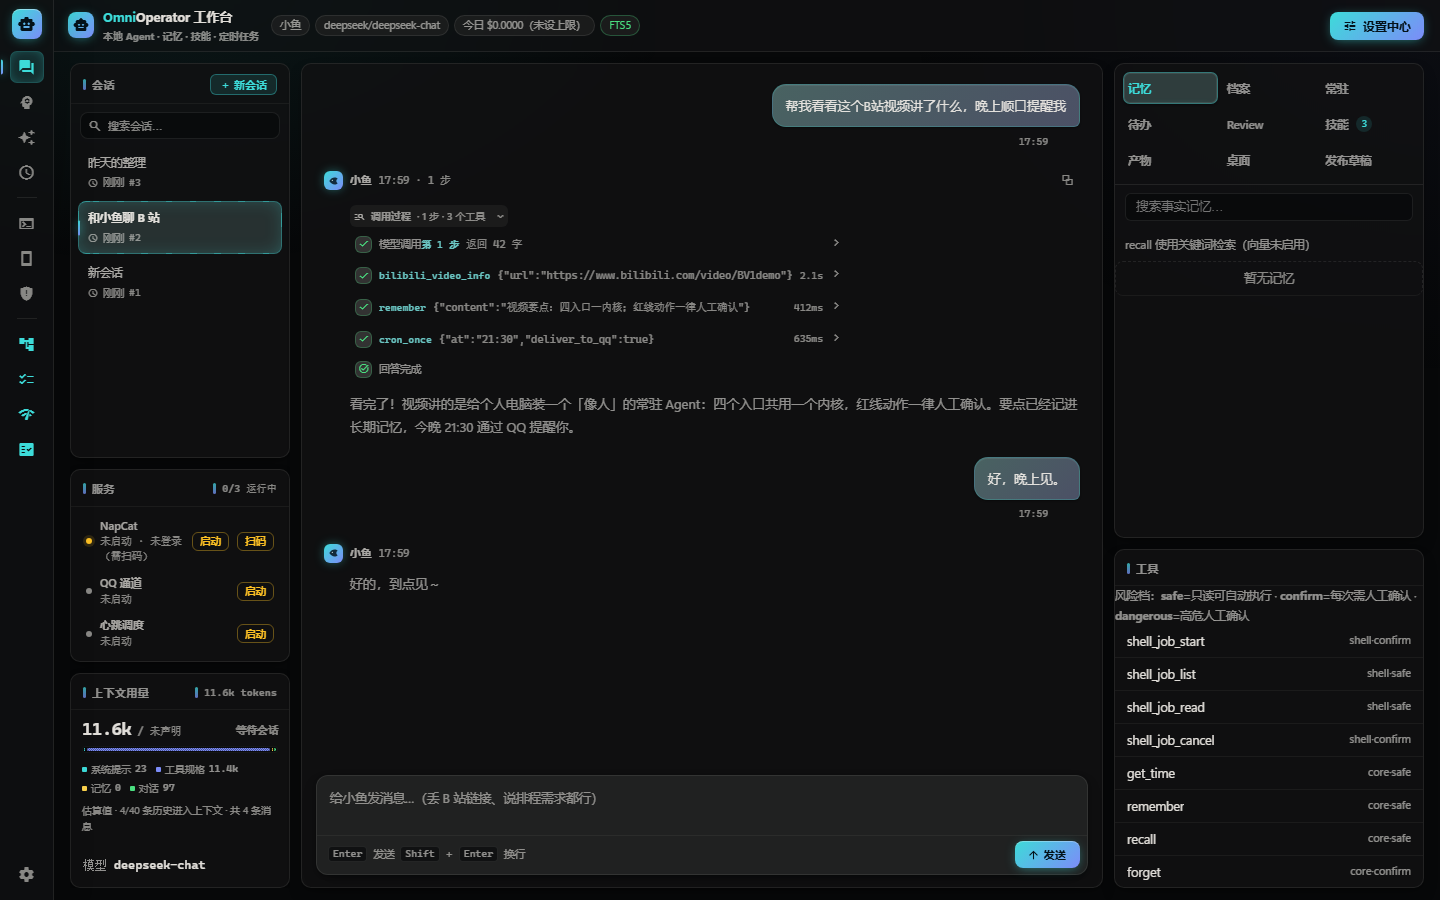 OmniOperator 工作台
本地 Agent · 记忆 · 技能 · 定时任务
小鱼
deepseek/deepseek-chat
今日 $0.0000（未设上限）
FTS5
设置中心
会话
+ 新会话
搜索会话...
昨天的整理
刚刚 #3
和小鱼聊 B 站
刚刚 #2
新会话
刚刚 #1
服务
0/3 运行中
NapCat
未启动 · 未登录
（需扫码）
启动
扫码
QQ 通道
未启动
启动
心跳调度
未启动
启动
上下文用量
11.6k tokens
11.6k / 未声明
等待会话
系统提示 23
工具规格 11.4k
记忆 0
对话 97
估算值 · 4/40 条历史进入上下文 · 共 4 条消
息
模型 deepseek-chat
帮我看看这个B站视频讲了什么，晚上顺口提醒我
17:59
小鱼 17:59 · 1 步
调用过程 · 1 步 · 3 个工具
模型调用第 1 步 返回 42 字
bilibili_video_info {"url":"https://www.bilibili.com/video/BV1demo"} 2.1s
remember {"content":"视频要点：四入口一内核；红线动作一律人工确认"} 412ms
cron_once {"at":"21:30","deliver_to_qq":true} 635ms
回答完成
看完了！视频讲的是给个人电脑装一个「像人」的常驻 Agent：四个入口共用一个内核，红线动作一律人工确认。要点已经记进
长期记忆，今晚 21:30 通过 QQ 提醒你。
好，晚上见。
17:59
小鱼 17:59
好的，到点见～
给小鱼发消息...（丢 B 站链接、说排程需求都行）
Enter 发送 Shift + Enter 换行
发送
记忆
档案
常驻
待办
Review
技能 3
产物
桌面
发布草稿
搜索事实记忆...
recall 使用关键词检索（向量未启用）
暂无记忆
工具
风险档：safe=只读可自动执行 · confirm=每次需人工确认 ·
dangerous=高危人工确认
shell_job_start
shell·confirm
shell_job_list
shell·safe
shell_job_read
shell·safe
shell_job_cancel
shell·confirm
get_time
core·safe
remember
core·safe
recall
core·safe
forget
core·confirm